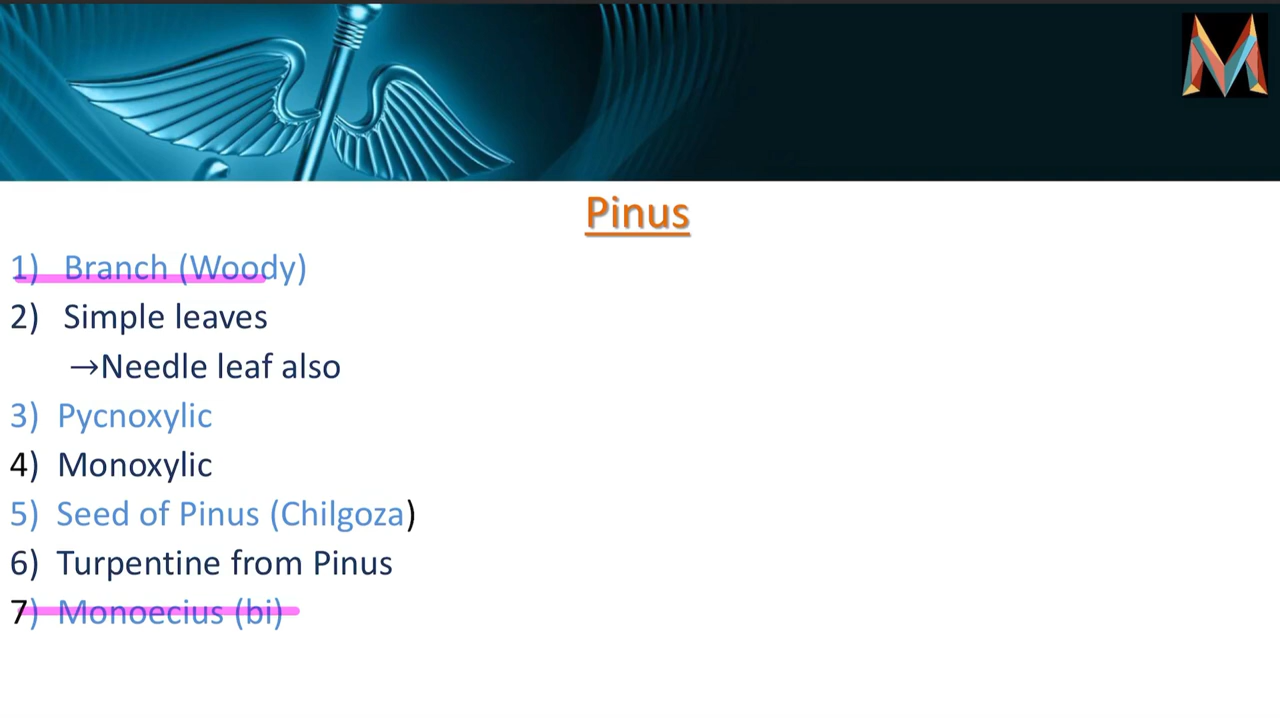 Pinus
1) Branch (Woody)
2) Simple leaves
→Needle leaf also
3) Pycnoxylic
4) Monoxylic
5) Seed of Pinus (Chilgoza)
6) Turpentine from Pinus
7) Monoecius (bi)